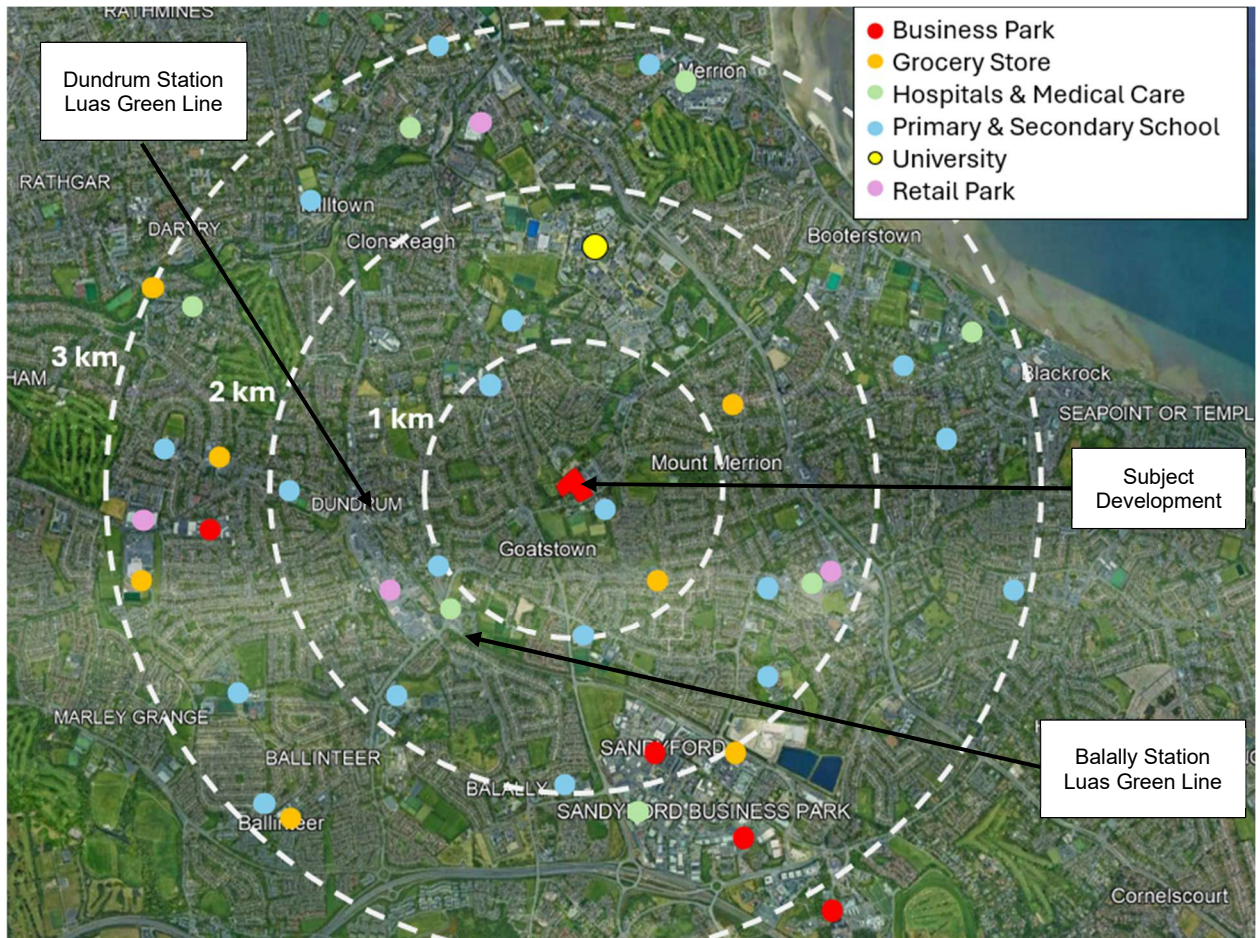 RATHMINES
Dundrum Station
Luas Green Line
Merrion
Business Park
Grocery Store
Hospitals & Medical Care
Primary & Secondary School
University
Retail Park
RATHGAR
Milltown
DARTRY
Clonskeagh
Booterstown
3 km
HAM
2 km
1 km
Blackrock
SEAPOINT OR TEMPL
Mount Merrion
DUNDRUM
Subject
Development
Goatstown
MARLEY GRANGE
SANDYFORD
BALLINTEER
Balally Station
Luas Green Line
BALALLY
SANDYFORD BUSINESS PARK
Ballinteer
Cornelscourt